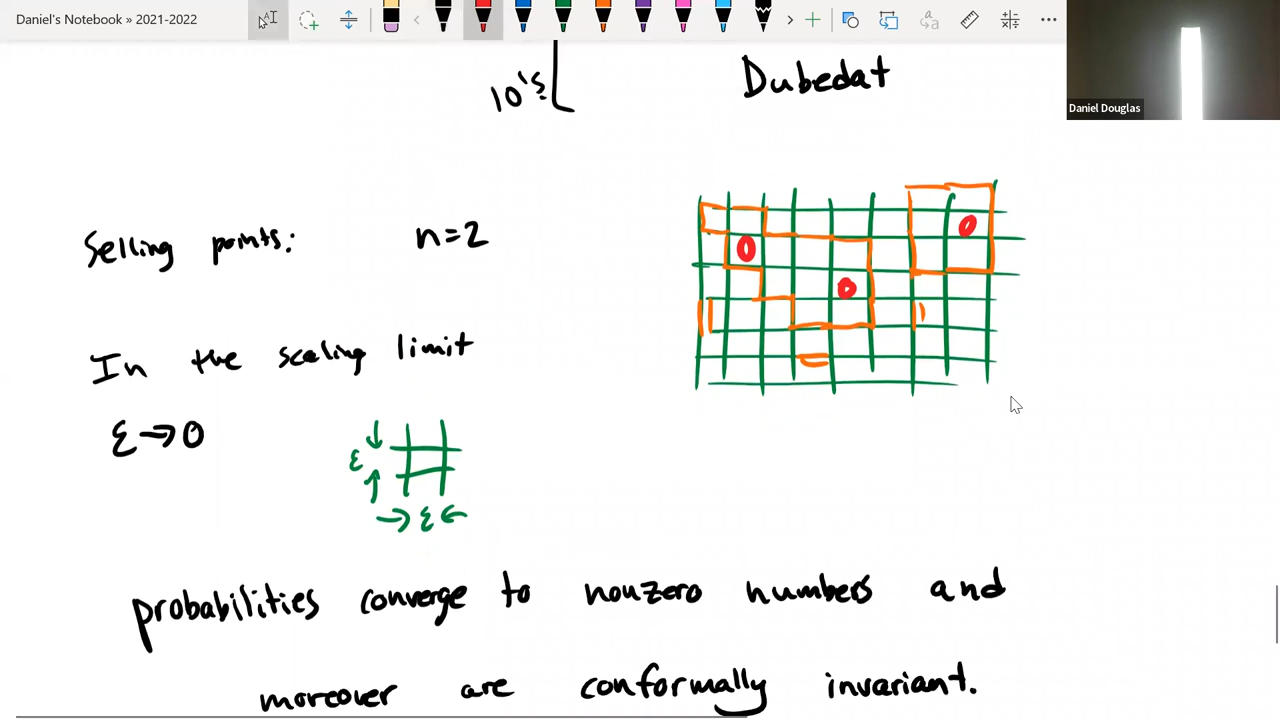 Daniel's Notebook » 2021-2022
Daniel Douglas
10's
Dubedat
Selling points: n=2
In the scaling limit
ε→0
ε
→ ε ←
probabilities converge to nonzero numbers and
moreover are conformally invariant.